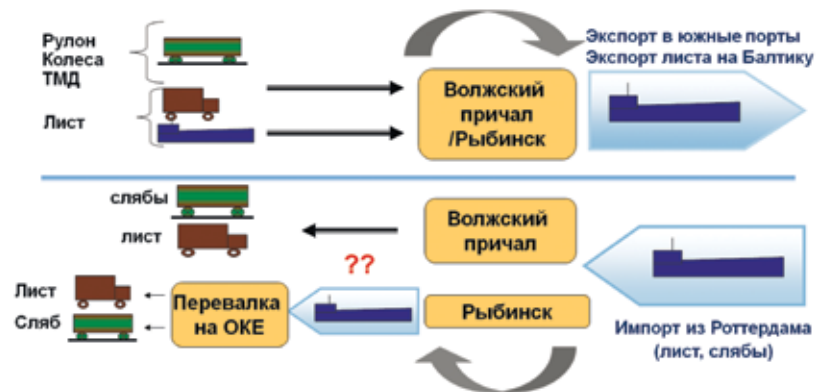 Рулон
Колеса
ТМД
Лист
Волжский
причал
/Рыбинск
Экспорт в южные порты
Экспорт листа на Балтику
слябы
лист
Волжский
причал
??
Лист
Сляб
Перевалка
на ОКЕ
Рыбинск
Импорт из Роттердама
(лист, слябы)